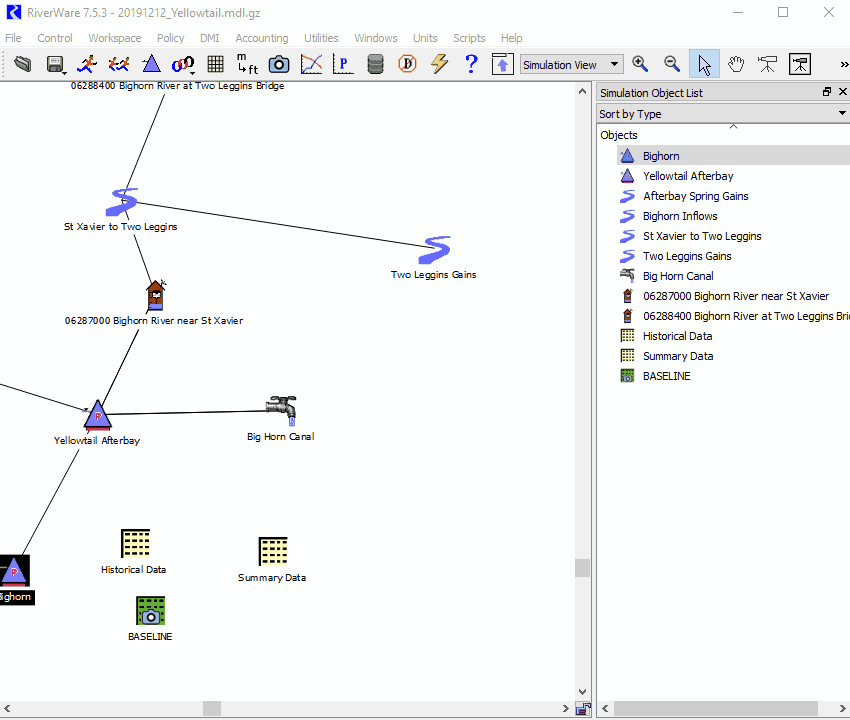 RiverWare 7.5.3 - 20191212_Yellowtail.mdl.gz
File Control Workspace Policy DMI Accounting Utilities Windows Units Scripts Help
m ft P D ? Simulation View »
06288400 Bighorn River at Two Leggins Bridge
St Xavier to Two Leggins
Two Leggins Gains
06287000 Bighorn River near St Xavier
P
Yellowtail Afterbay
Big Horn Canal
P
Bighorn
Historical Data
Summary Data
BASELINE
Simulation Object List
Sort by Type
Objects
Bighorn
Yellowtail Afterbay
Afterbay Spring Gains
Bighorn Inflows
St Xavier to Two Leggins
Two Leggins Gains
Big Horn Canal
06287000 Bighorn River near St Xavier
06288400 Bighorn River at Two Leggins Bri
Historical Data
Summary Data
BASELINE